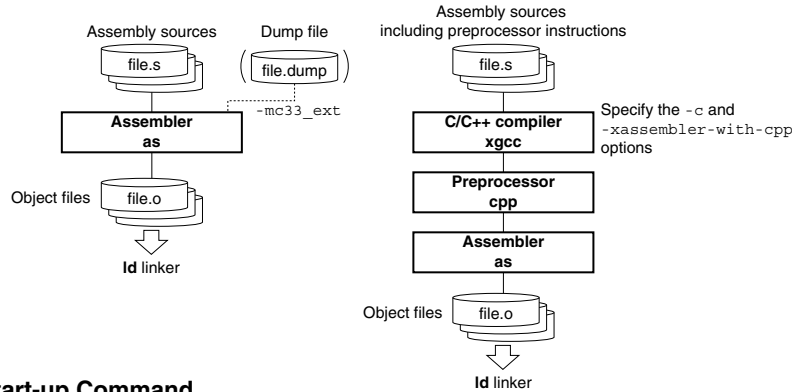 Assembly sources
Dump file
file.s
( file.dump )
-mc33_ext
Assembler
as
Object files
file.o
ld linker
Assembly sources
including preprocessor instructions
file.s
C/C++ compiler
xgcc
Specify the -c and
-xassembler-with-cpp
options
Preprocessor
cpp
Assembler
as
Object files
file.o
ld linker
Command